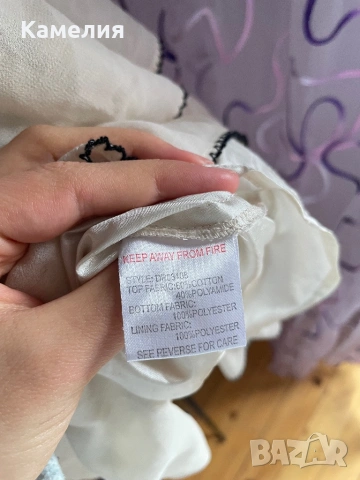 Камелия
KEEP AWAY FROM FIRE
STYLE: DR03408
TOP FABRIC:60%COTTON
40%POLYAMIDE
BOTTOM FABRIC:
100%POLYESTER
LINING FABRIC:
100%POLYESTER
SEE REVERSE FOR CARE
BAZAR